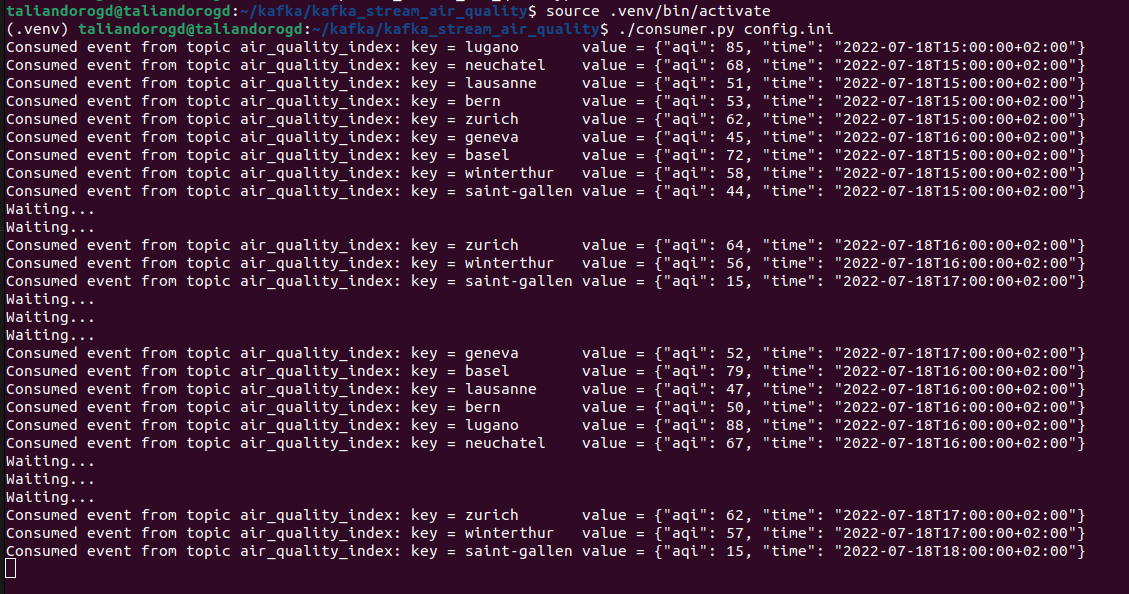 taliandorogd@taliandorogd:~/kafka/kafka_stream_air_quality$ source .venv/bin/activate
(.venv) taliandorogd@taliandorogd:~/kafka/kafka_stream_air_quality$ ./consumer.py config.ini
Consumed event from topic air_quality_index: key = lugano       value = {"aqi": 85, "time": "2022-07-18T15:00:00+02:00"}
Consumed event from topic air_quality_index: key = neuchatel    value = {"aqi": 68, "time": "2022-07-18T15:00:00+02:00"}
Consumed event from topic air_quality_index: key = lausanne     value = {"aqi": 51, "time": "2022-07-18T15:00:00+02:00"}
Consumed event from topic air_quality_index: key = bern         value = {"aqi": 53, "time": "2022-07-18T15:00:00+02:00"}
Consumed event from topic air_quality_index: key = zurich       value = {"aqi": 62, "time": "2022-07-18T15:00:00+02:00"}
Consumed event from topic air_quality_index: key = geneva       value = {"aqi": 45, "time": "2022-07-18T16:00:00+02:00"}
Consumed event from topic air_quality_index: key = basel        value = {"aqi": 72, "time": "2022-07-18T15:00:00+02:00"}
Consumed event from topic air_quality_index: key = winterthur   value = {"aqi": 58, "time": "2022-07-18T15:00:00+02:00"}
Consumed event from topic air_quality_index: key = saint-gallen value = {"aqi": 44, "time": "2022-07-18T15:00:00+02:00"}
Waiting...
Waiting...
Consumed event from topic air_quality_index: key = zurich       value = {"aqi": 64, "time": "2022-07-18T16:00:00+02:00"}
Consumed event from topic air_quality_index: key = winterthur   value = {"aqi": 56, "time": "2022-07-18T16:00:00+02:00"}
Consumed event from topic air_quality_index: key = saint-gallen value = {"aqi": 15, "time": "2022-07-18T17:00:00+02:00"}
Waiting...
Waiting...
Waiting...
Consumed event from topic air_quality_index: key = geneva       value = {"aqi": 52, "time": "2022-07-18T17:00:00+02:00"}
Consumed event from topic air_quality_index: key = basel        value = {"aqi": 79, "time": "2022-07-18T16:00:00+02:00"}
Consumed event from topic air_quality_index: key = lausanne     value = {"aqi": 47, "time": "2022-07-18T16:00:00+02:00"}
Consumed event from topic air_quality_index: key = bern         value = {"aqi": 50, "time": "2022-07-18T16:00:00+02:00"}
Consumed event from topic air_quality_index: key = lugano       value = {"aqi": 88, "time": "2022-07-18T16:00:00+02:00"}
Consumed event from topic air_quality_index: key = neuchatel    value = {"aqi": 67, "time": "2022-07-18T16:00:00+02:00"}
Waiting...
Waiting...
Waiting...
Consumed event from topic air_quality_index: key = zurich       value = {"aqi": 62, "time": "2022-07-18T17:00:00+02:00"}
Consumed event from topic air_quality_index: key = winterthur   value = {"aqi": 57, "time": "2022-07-18T17:00:00+02:00"}
Consumed event from topic air_quality_index: key = saint-gallen value = {"aqi": 15, "time": "2022-07-18T18:00:00+02:00"}